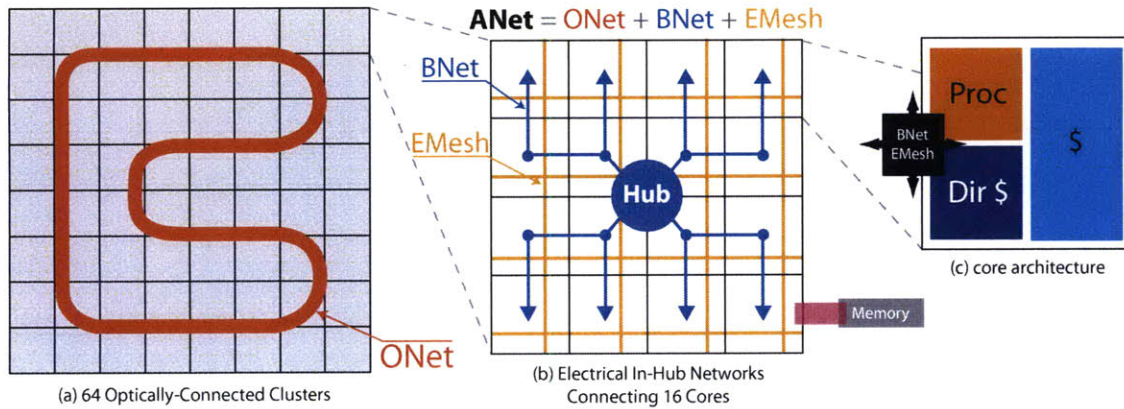 ANet = ONet + BNet + EMesh
BNet
EMesh
Hub
Proc
$
BNet
EMesh
Dir $
(c) core architecture
Memory
ONet
(a) 64 Optically-Connected Clusters
(b) Electrical In-Hub Networks
Connecting 16 Cores